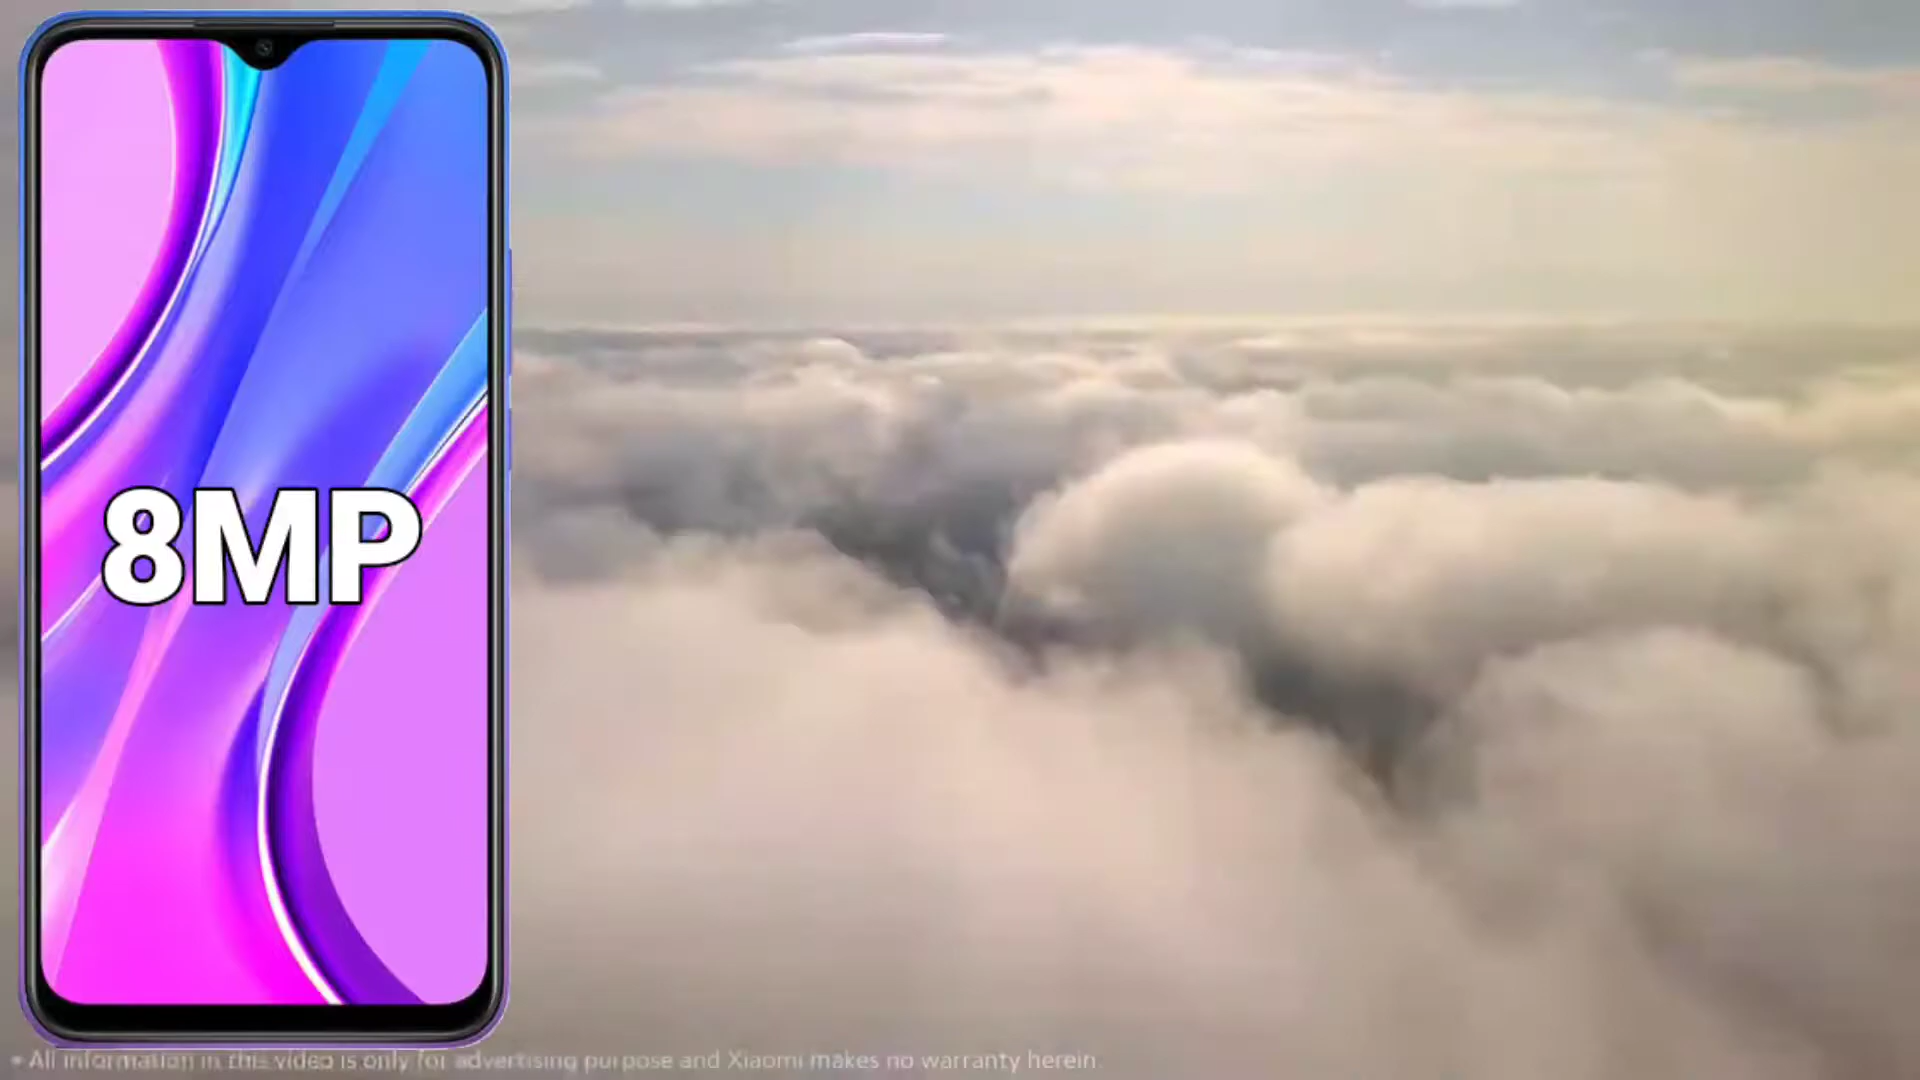 8MP
• All information in this video is only for advertising purpose and Xiaomi makes no warranty herein.